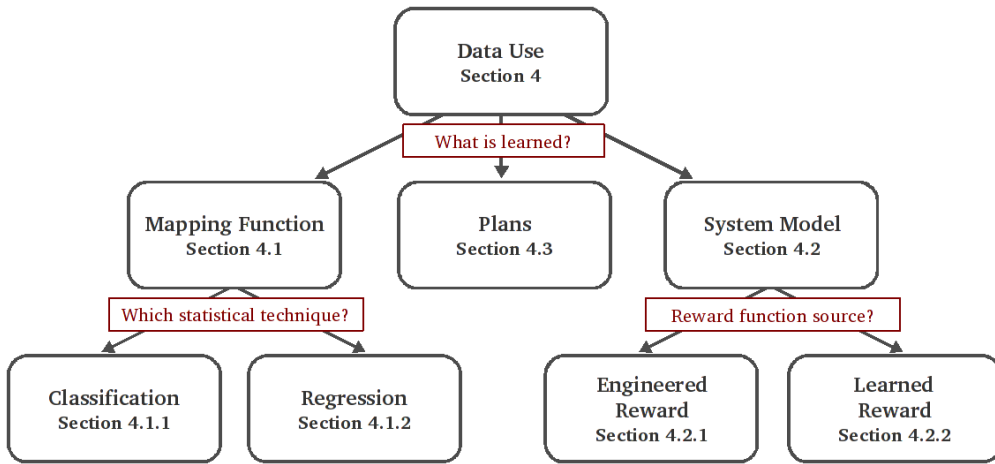 Data Use
Section 4
What is learned?
Mapping Function
Section 4.1
Plans
Section 4.3
System Model
Section 4.2
Which statistical technique?
Reward function source?
Classification
Section 4.1.1
Regression
Section 4.1.2
Engineered
Reward
Section 4.2.1
Learned
Reward
Section 4.2.2